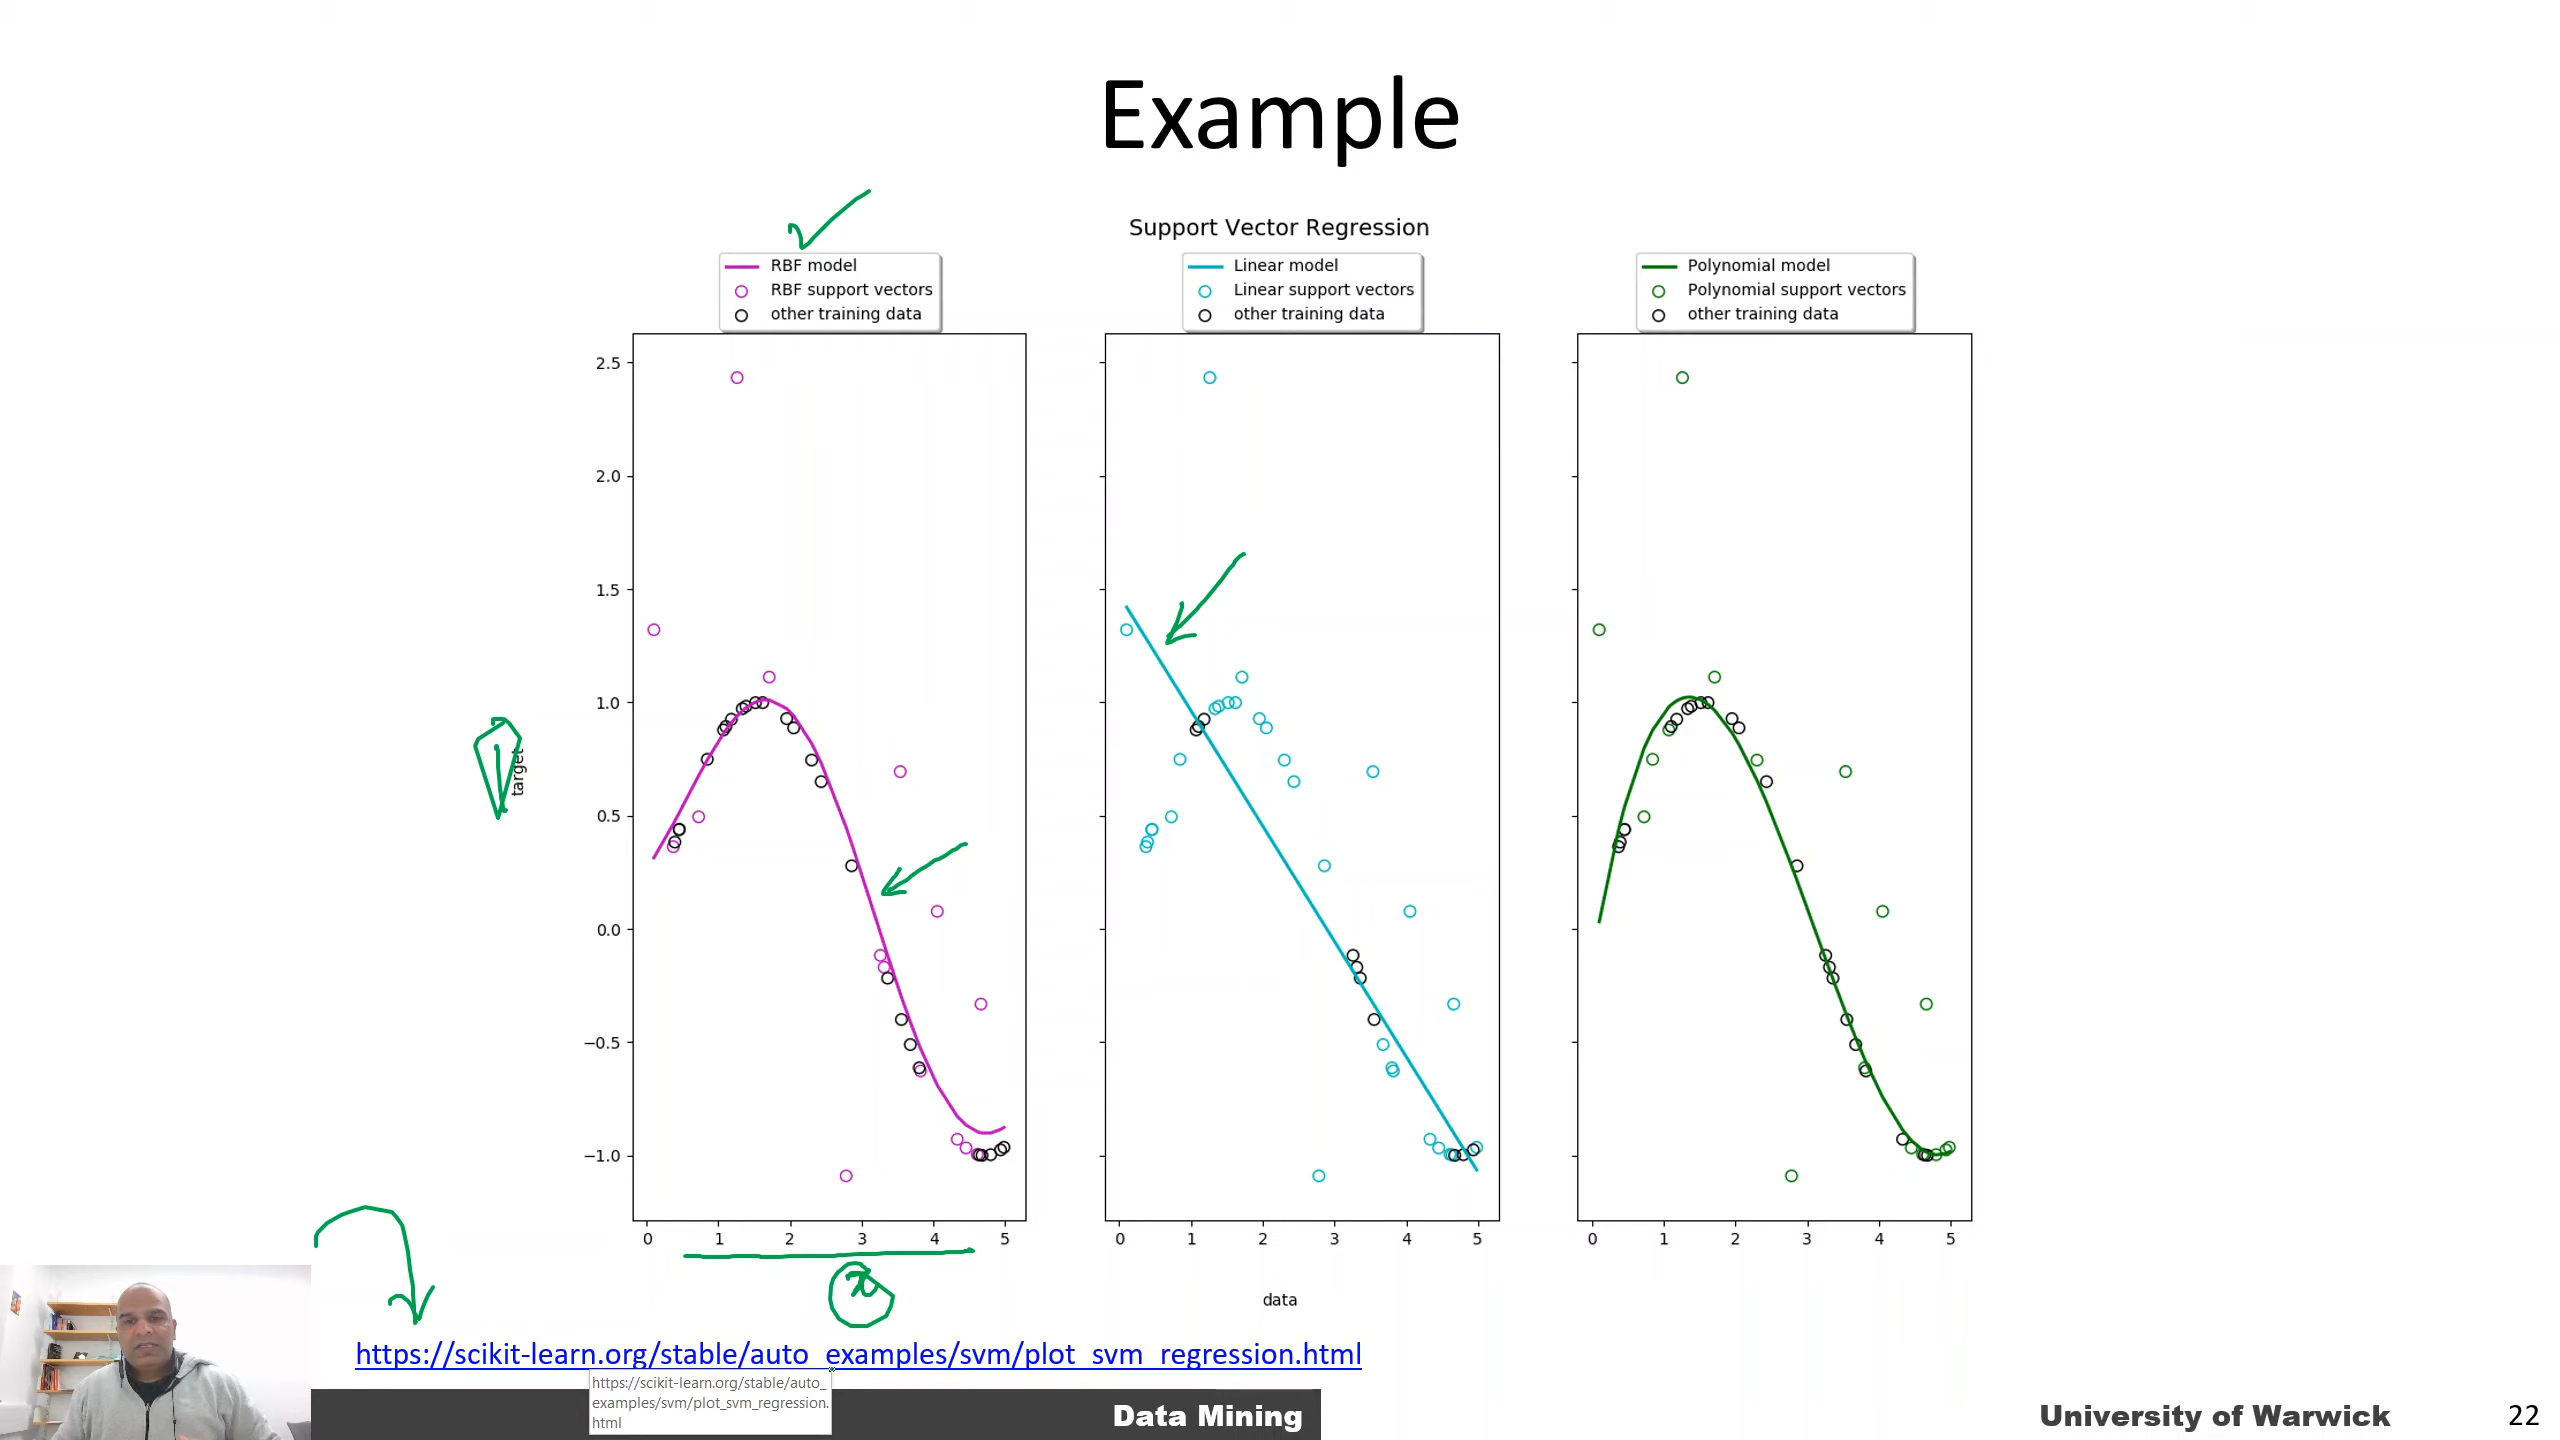 Example
Support Vector Regression
RBF model
RBF support vectors
other training data
Linear model
Linear support vectors
other training data
Polynomial model
Polynomial support vectors
other training data
2.5
2.0
1.5
1.0
0.5
0.0
−0.5
−1.0
target
0 1 2 3 4 5
0 1 2 3 4 5
0 1 2 3 4 5
x
data
https://scikit-learn.org/stable/auto_examples/svm/plot_svm_regression.html
https://scikit-learn.org/stable/auto_
examples/svm/plot_svm_regression.
html
Data Mining
University of Warwick
22